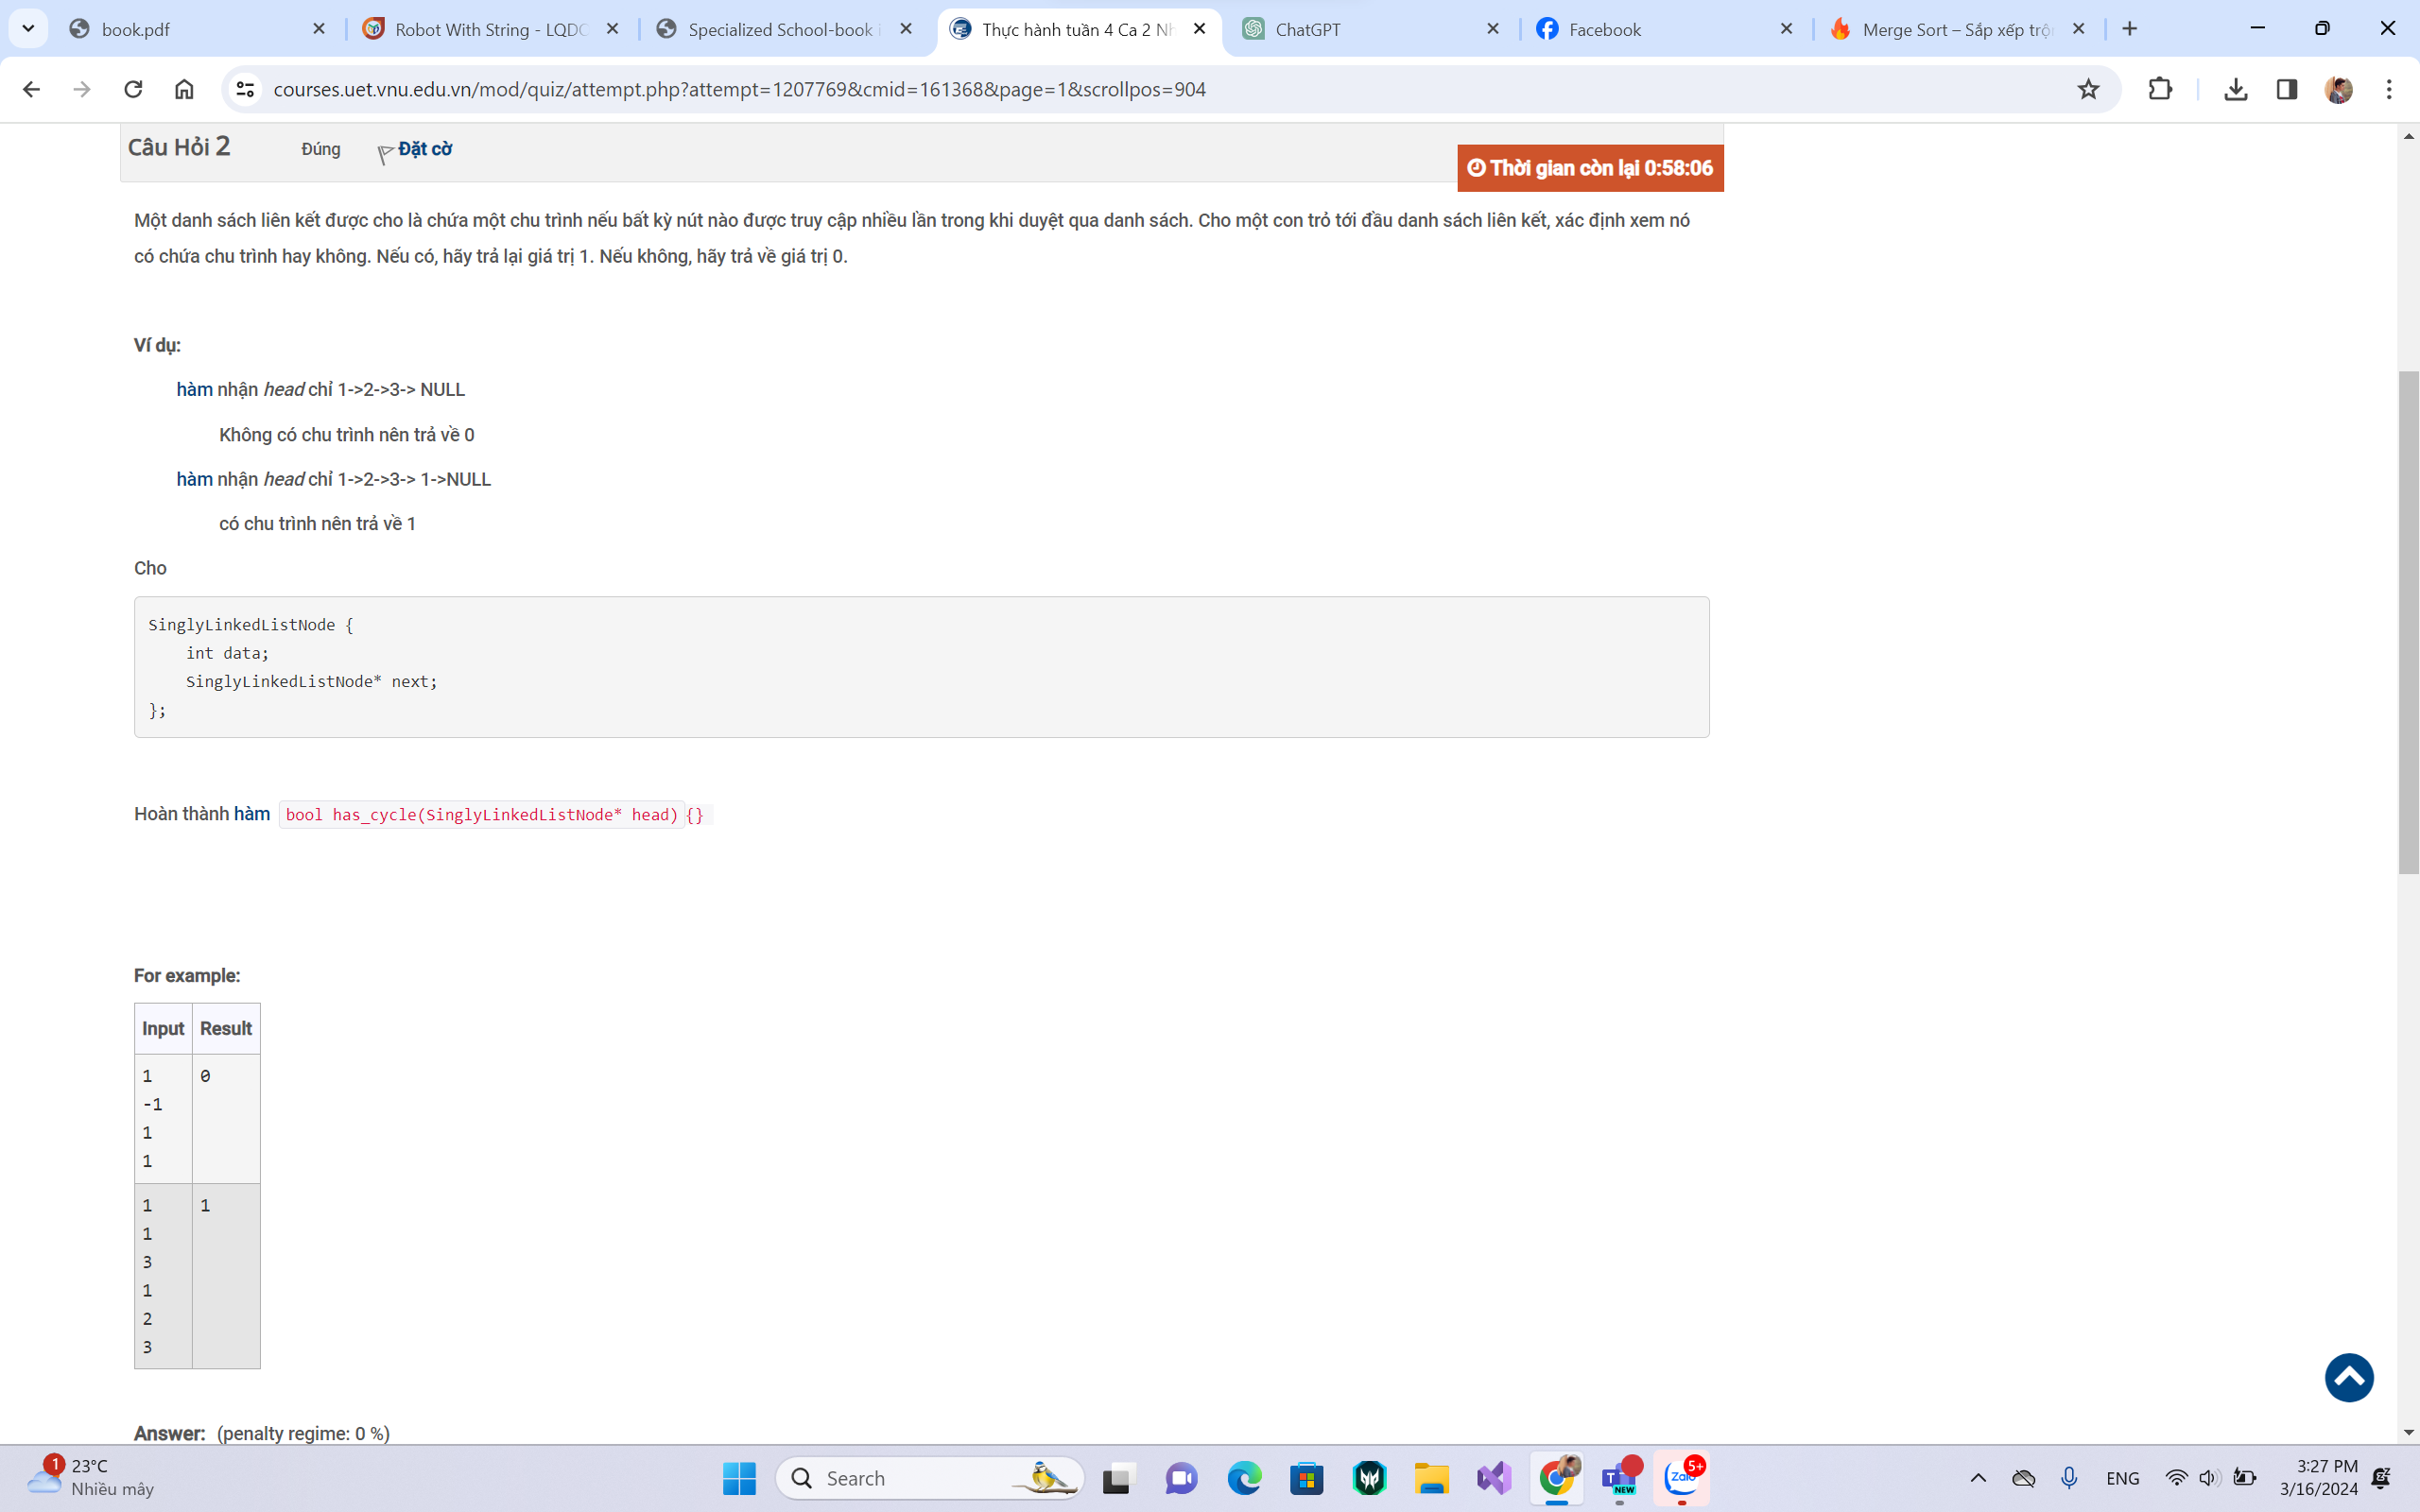 book.pdf
Robot With String - LQDO
Specialized School-book i
Thực hành tuần 4 Ca 2 Nh
ChatGPT
Facebook
Merge Sort – Sắp xếp trộ
courses.uet.vnu.edu.vn/mod/quiz/attempt.php?attempt=1207769&cmid=161368&page=1&scrollpos=904
Câu Hỏi 2
Đúng
Đặt cờ
Thời gian còn lại 0:58:06
Một danh sách liên kết được cho là chứa một chu trình nếu bất kỳ nút nào được truy cập nhiều lần trong khi duyệt qua danh sách. Cho một con trỏ tới đầu danh sách liên kết, xác định xem nó
có chứa chu trình hay không. Nếu có, hãy trả lại giá trị 1. Nếu không, hãy trả về giá trị 0.
Ví dụ:
hàm nhận head chỉ 1->2->3-> NULL
Không có chu trình nên trả về 0
hàm nhận head chỉ 1->2->3-> 1->NULL
có chu trình nên trả về 1
Cho
SinglyLinkedListNode {
int data;
SinglyLinkedListNode* next;
};
Hoàn thành hàm bool has_cycle(SinglyLinkedListNode* head) {}
For example:
Input Result
1 0
-1
1
1
1 1
1
3
1
2
3
Answer: (penalty regime: 0 %)
1
23°C
Nhiều mây
Search
NEW
Zalo
5+
ENG
3:27 PM
3/16/2024